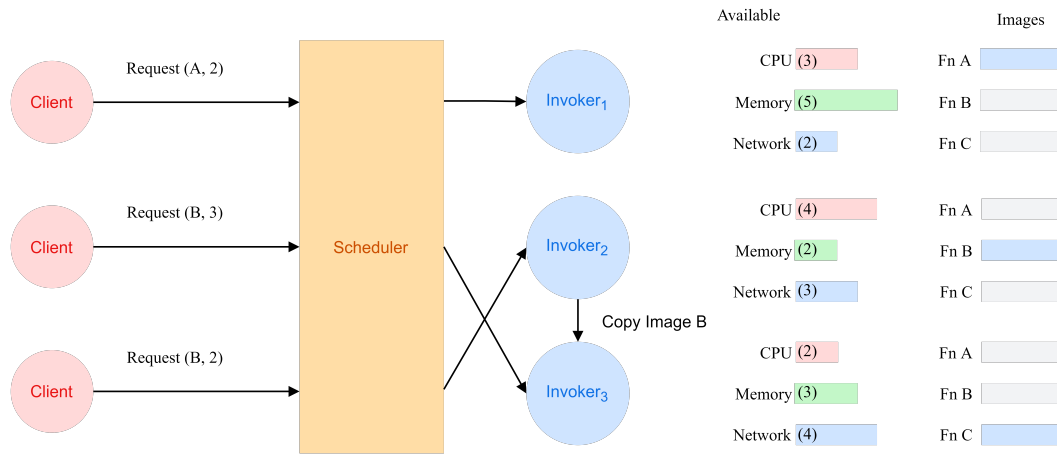 Available
Images
Request (A, 2)
Client
Invoker1
CPU (3)
Fn A
Memory (5)
Fn B
Network (2)
Fn C
Request (B, 3)
Client
Scheduler
Invoker2
CPU (4)
Fn A
Memory (2)
Fn B
Network (3)
Fn C
Copy Image B
Request (B, 2)
Client
Invoker3
CPU (2)
Fn A
Memory (3)
Fn B
Network (4)
Fn C